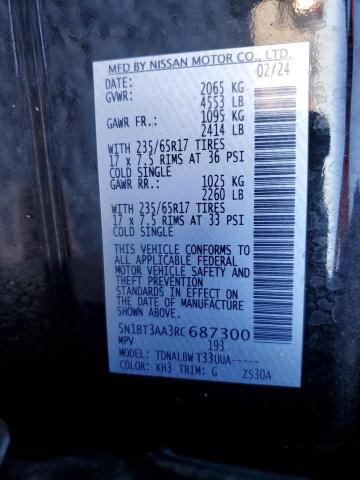 MFD BY NISSAN MOTOR CO., LTD.
DATE: 02/24
GVWR: 2065 KG
4553 LB
GAWR FR.: 1095 KG
2414 LB
WITH 235/65R17 TIRES
17 x 7.5 RIMS AT 36 PSI
COLD SINGLE
GAWR RR.: 1025 KG
2260 LB
WITH 235/65R17 TIRES
17 x 7.5 RIMS AT 33 PSI
COLD SINGLE
THIS VEHICLE CONFORMS TO
ALL APPLICABLE FEDERAL
MOTOR VEHICLE SAFETY AND
THEFT PREVENTION
STANDARDS IN EFFECT ON
THE DATE OF MANUFACTURE
SHOWN ABOVE.
5N1BT3AA3RC687300
MPV 193
MODEL: TDNALBW T33UUA-----
COLOR: KH3 TRIM: G ZS30A